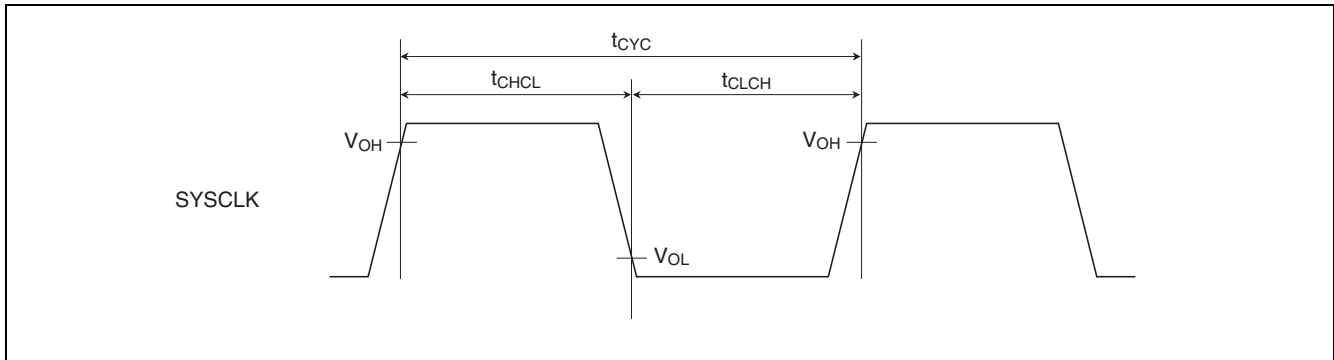 tCYC
tCHCL
tCLCH
VOH
VOH
SYSCLK
VOL